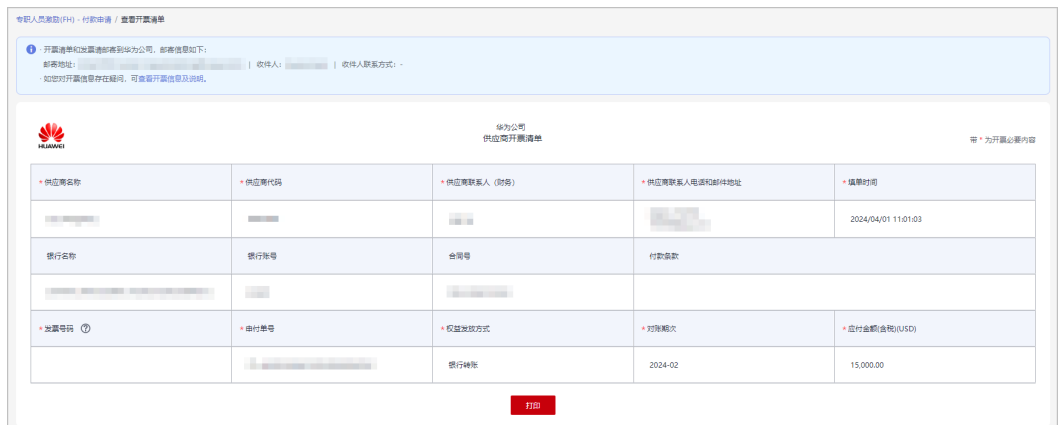 专职人员激励(FH) - 付款申请 / 查看开票清单
· 开票清单和发票请邮寄到华为公司，邮寄信息如下：
邮寄地址： | 收件人： | 收件人联系方式：-
· 如您对开票信息存在疑问，可查看开票信息及说明。
HUAWEI
华为公司
供应商开票清单
带 * 为开票必要内容
* 供应商名称 * 供应商代码 * 供应商联系人（财务） * 供应商联系人电话和邮件地址 * 填单时间
2024/04/01 11:01:03
银行名称 银行账号 合同号 付款条款
* 发票号码 ? * 申付单号 * 权益发放方式 * 对账期次 * 应付金额(含税)(USD)
银行转账 2024-02 15,000.00
打印